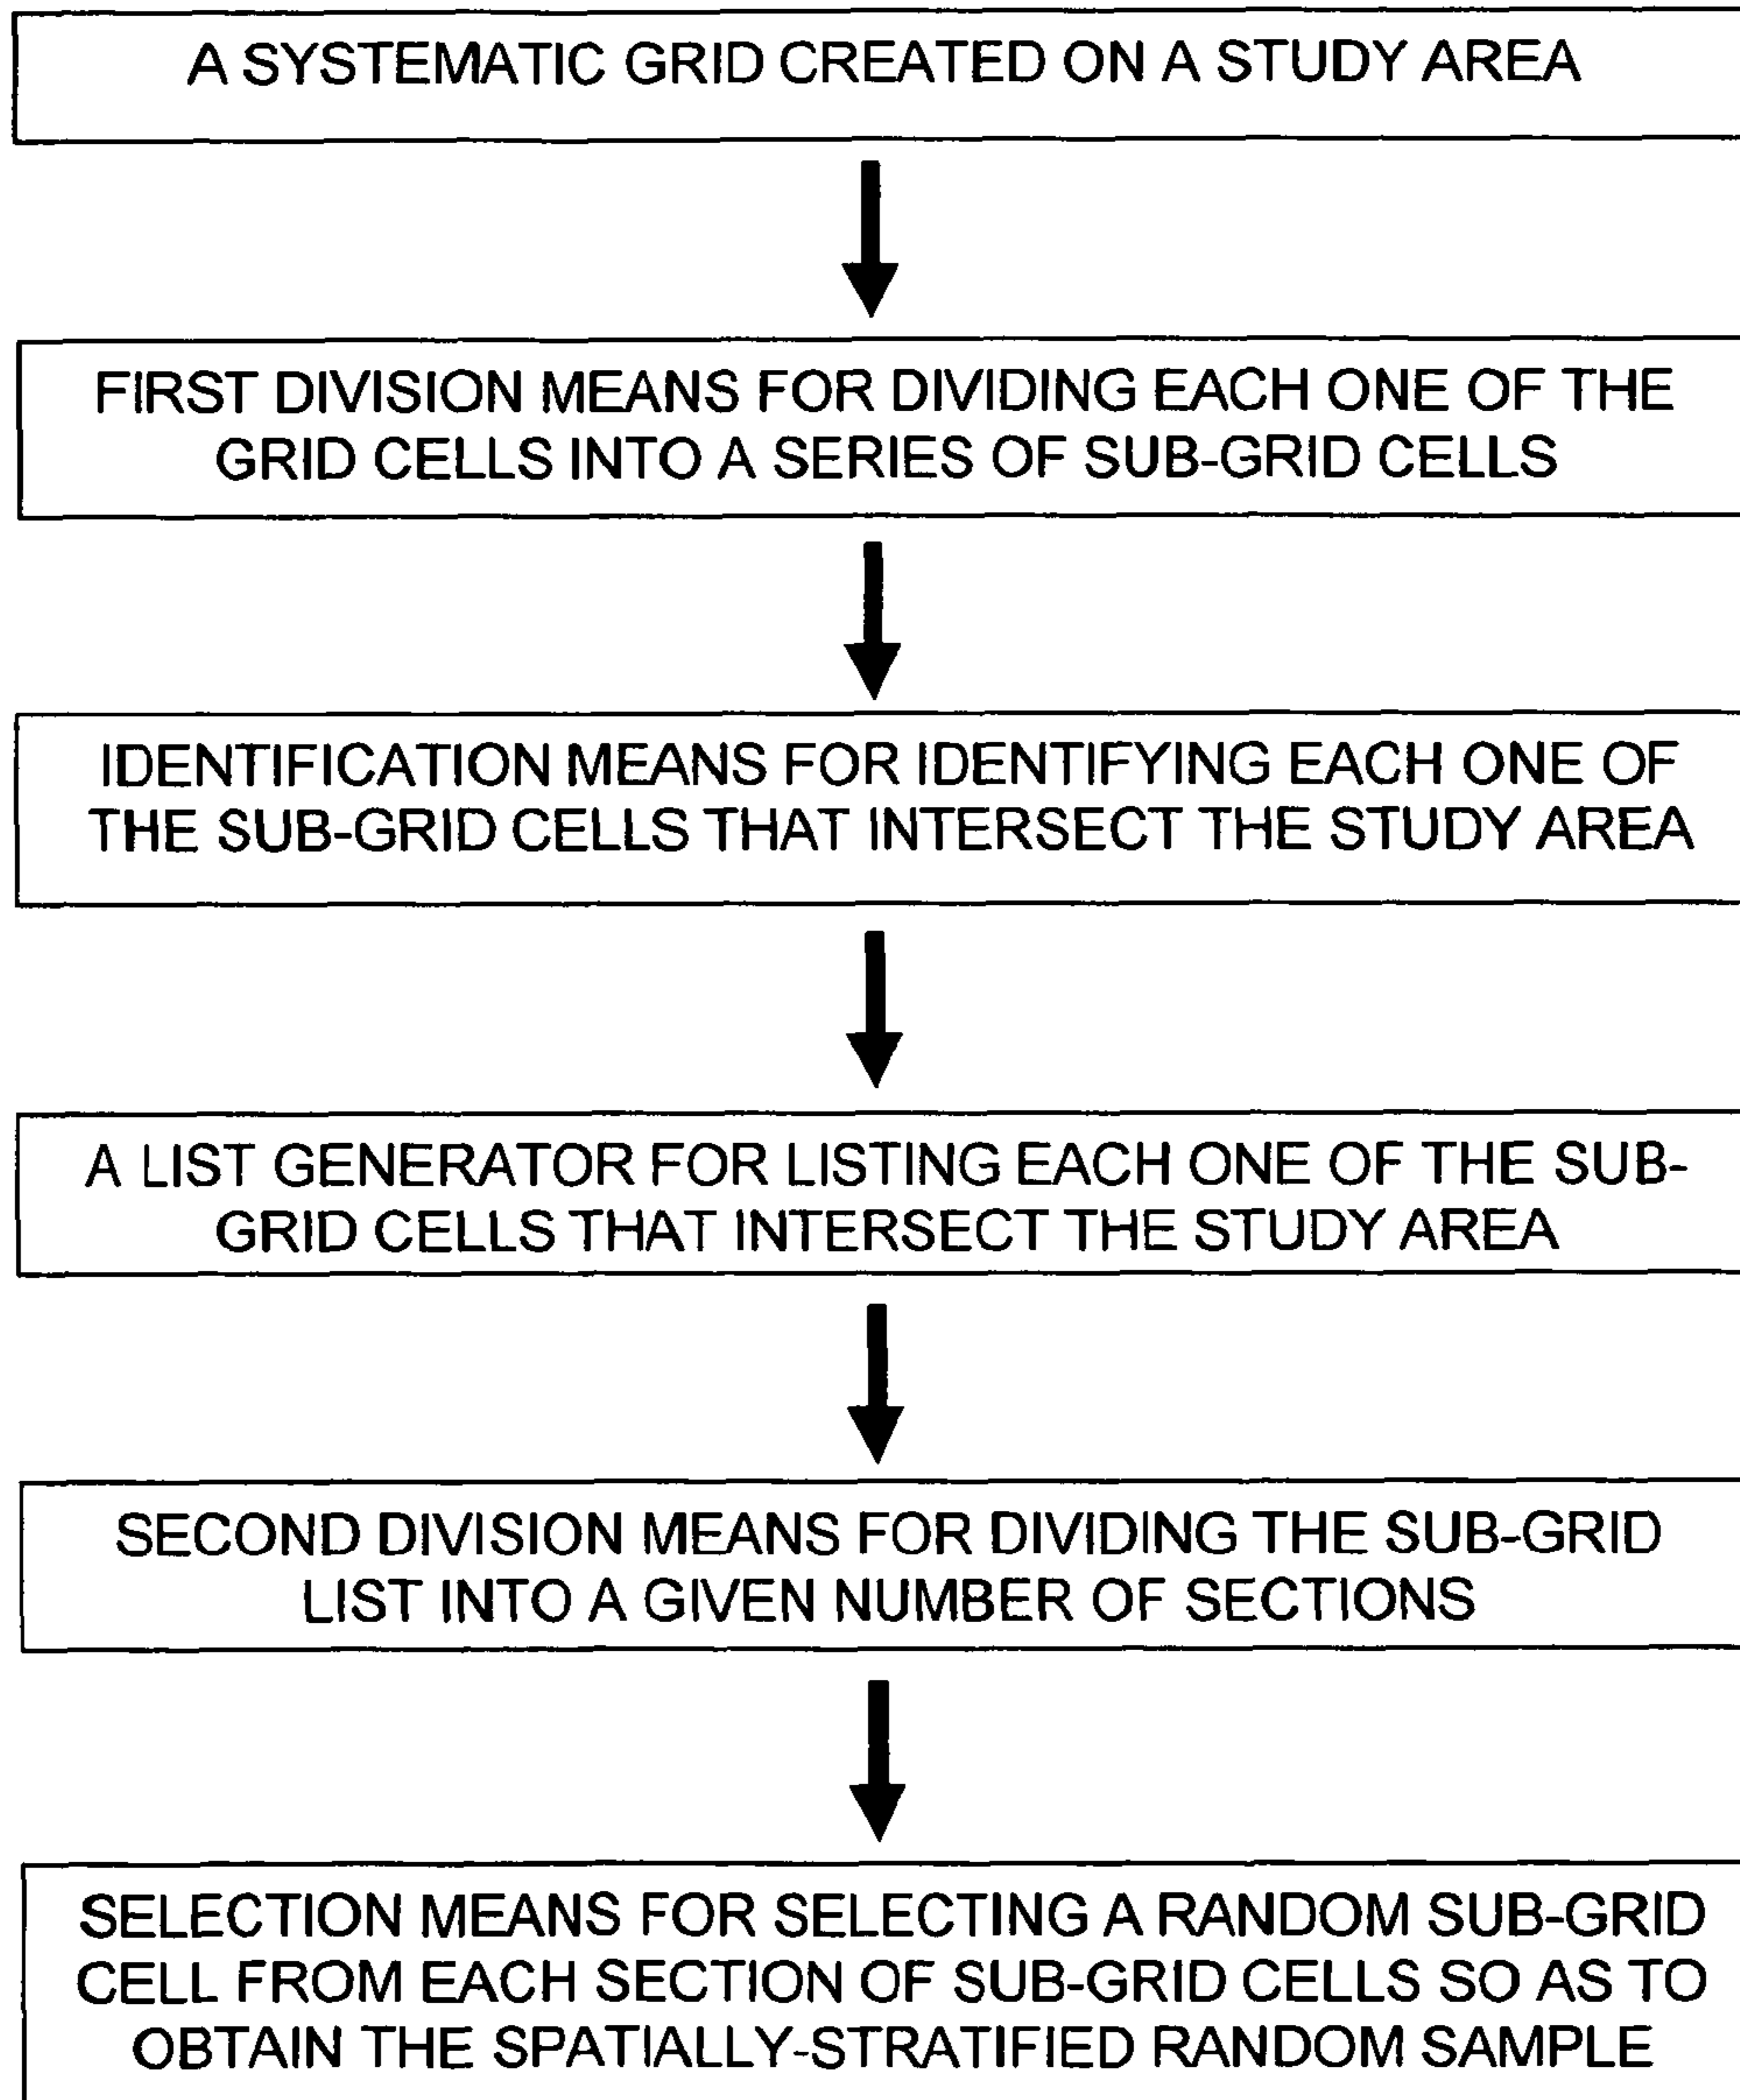 A SYSTEMATIC GRID CREATED ON A STUDY AREA
FIRST DIVISION MEANS FOR DIVIDING EACH ONE OF THE
GRID CELLS INTO A SERIES OF SUB-GRID CELLS
IDENTIFICATION MEANS FOR IDENTIFYING EACH ONE OF
THE SUB-GRID CELLS THAT INTERSECT THE STUDY AREA
A LIST GENERATOR FOR LISTING EACH ONE OF THE SUB-
GRID CELLS THAT INTERSECT THE STUDY AREA
SECOND DIVISION MEANS FOR DIVIDING THE SUB-GRID
LIST INTO A GIVEN NUMBER OF SECTIONS
SELECTION MEANS FOR SELECTING A RANDOM SUB-GRID
CELL FROM EACH SECTION OF SUB-GRID CELLS SO AS TO
OBTAIN THE SPATIALLY-STRATIFIED RANDOM SAMPLE